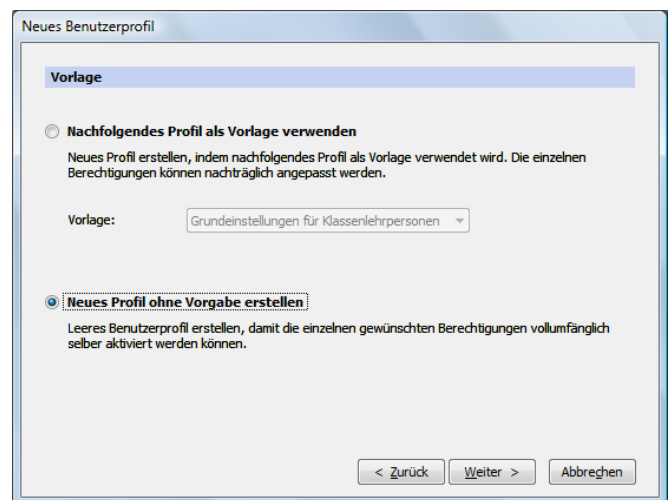 Neues Benutzerprofil
Vorlage
Nachfolgendes Profil als Vorlage verwenden
Neues Profil erstellen, indem nachfolgendes Profil als Vorlage verwendet wird. Die einzelnen
Berechtigungen können nachträglich angepasst werden.
Vorlage: Grundeinstellungen für Klassenlehrpersonen
Neues Profil ohne Vorgabe erstellen
Leeres Benutzerprofil erstellen, damit die einzelnen gewünschten Berechtigungen vollumfänglich
selber aktiviert werden können.
< Zurück Weiter > Abbrechen